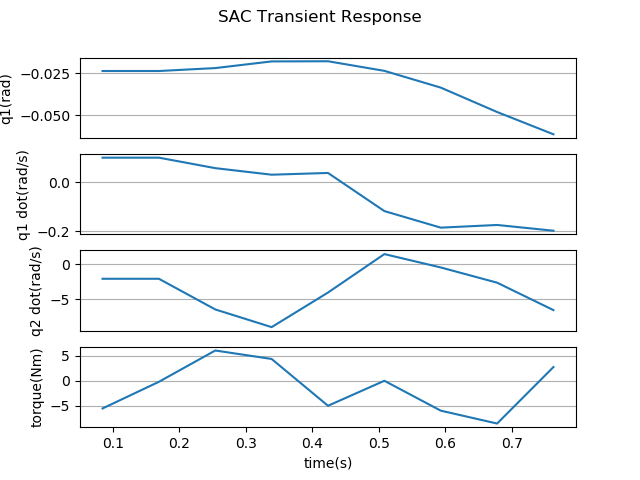 SAC Transient Response
q1(rad)
−0.025
−0.050
q1 dot(rad/s)
0.0
−0.2
q2 dot(rad/s)
0
−5
torque(Nm)
5
0
−5
0.1 0.2 0.3 0.4 0.5 0.6 0.7
time(s)